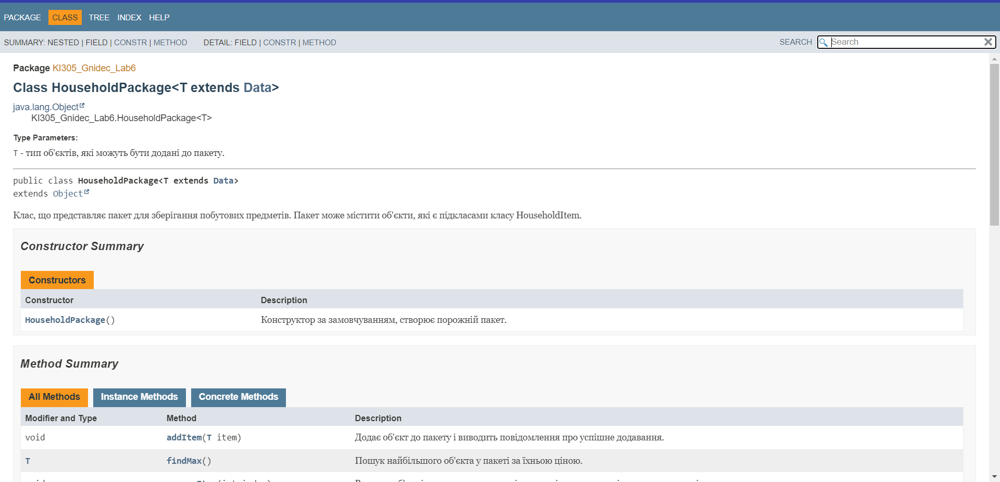 PACKAGE CLASS TREE INDEX HELP
SUMMARY: NESTED | FIELD | CONSTR | METHOD DETAIL: FIELD | CONSTR | METHOD SEARCH Search
Package KI305_Gnidec_Lab6
Class HouseholdPackage<T extends Data>
java.lang.Object
KI305_Gnidec_Lab6.HouseholdPackage<T>
Type Parameters:
T - тип об'єктів, які можуть бути додані до пакету.
public class HouseholdPackage<T extends Data>
extends Object
Клас, що представляє пакет для зберігання побутових предметів. Пакет може містити об'єкти, які є підкласами класу HouseholdItem.
Constructor Summary
Constructors
Constructor Description
HouseholdPackage() Конструктор за замовчуванням, створює порожній пакет.
Method Summary
All Methods Instance Methods Concrete Methods
Modifier and Type Method Description
void addItem(T item) Додає об'єкт до пакету і виводить повідомлення про успішне додавання.
T findMax() Пошук найбільшого об'єкта у пакеті за їхньою ціною.